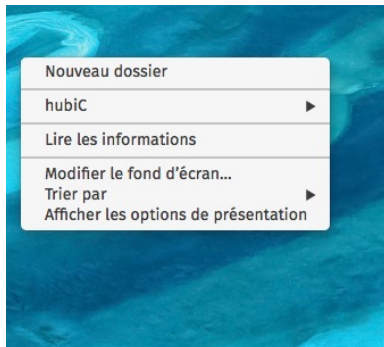 Nouveau dossier
hubiC
Lire les informations
Modifier le fond d'écran...
Trier par
Afficher les options de présentation